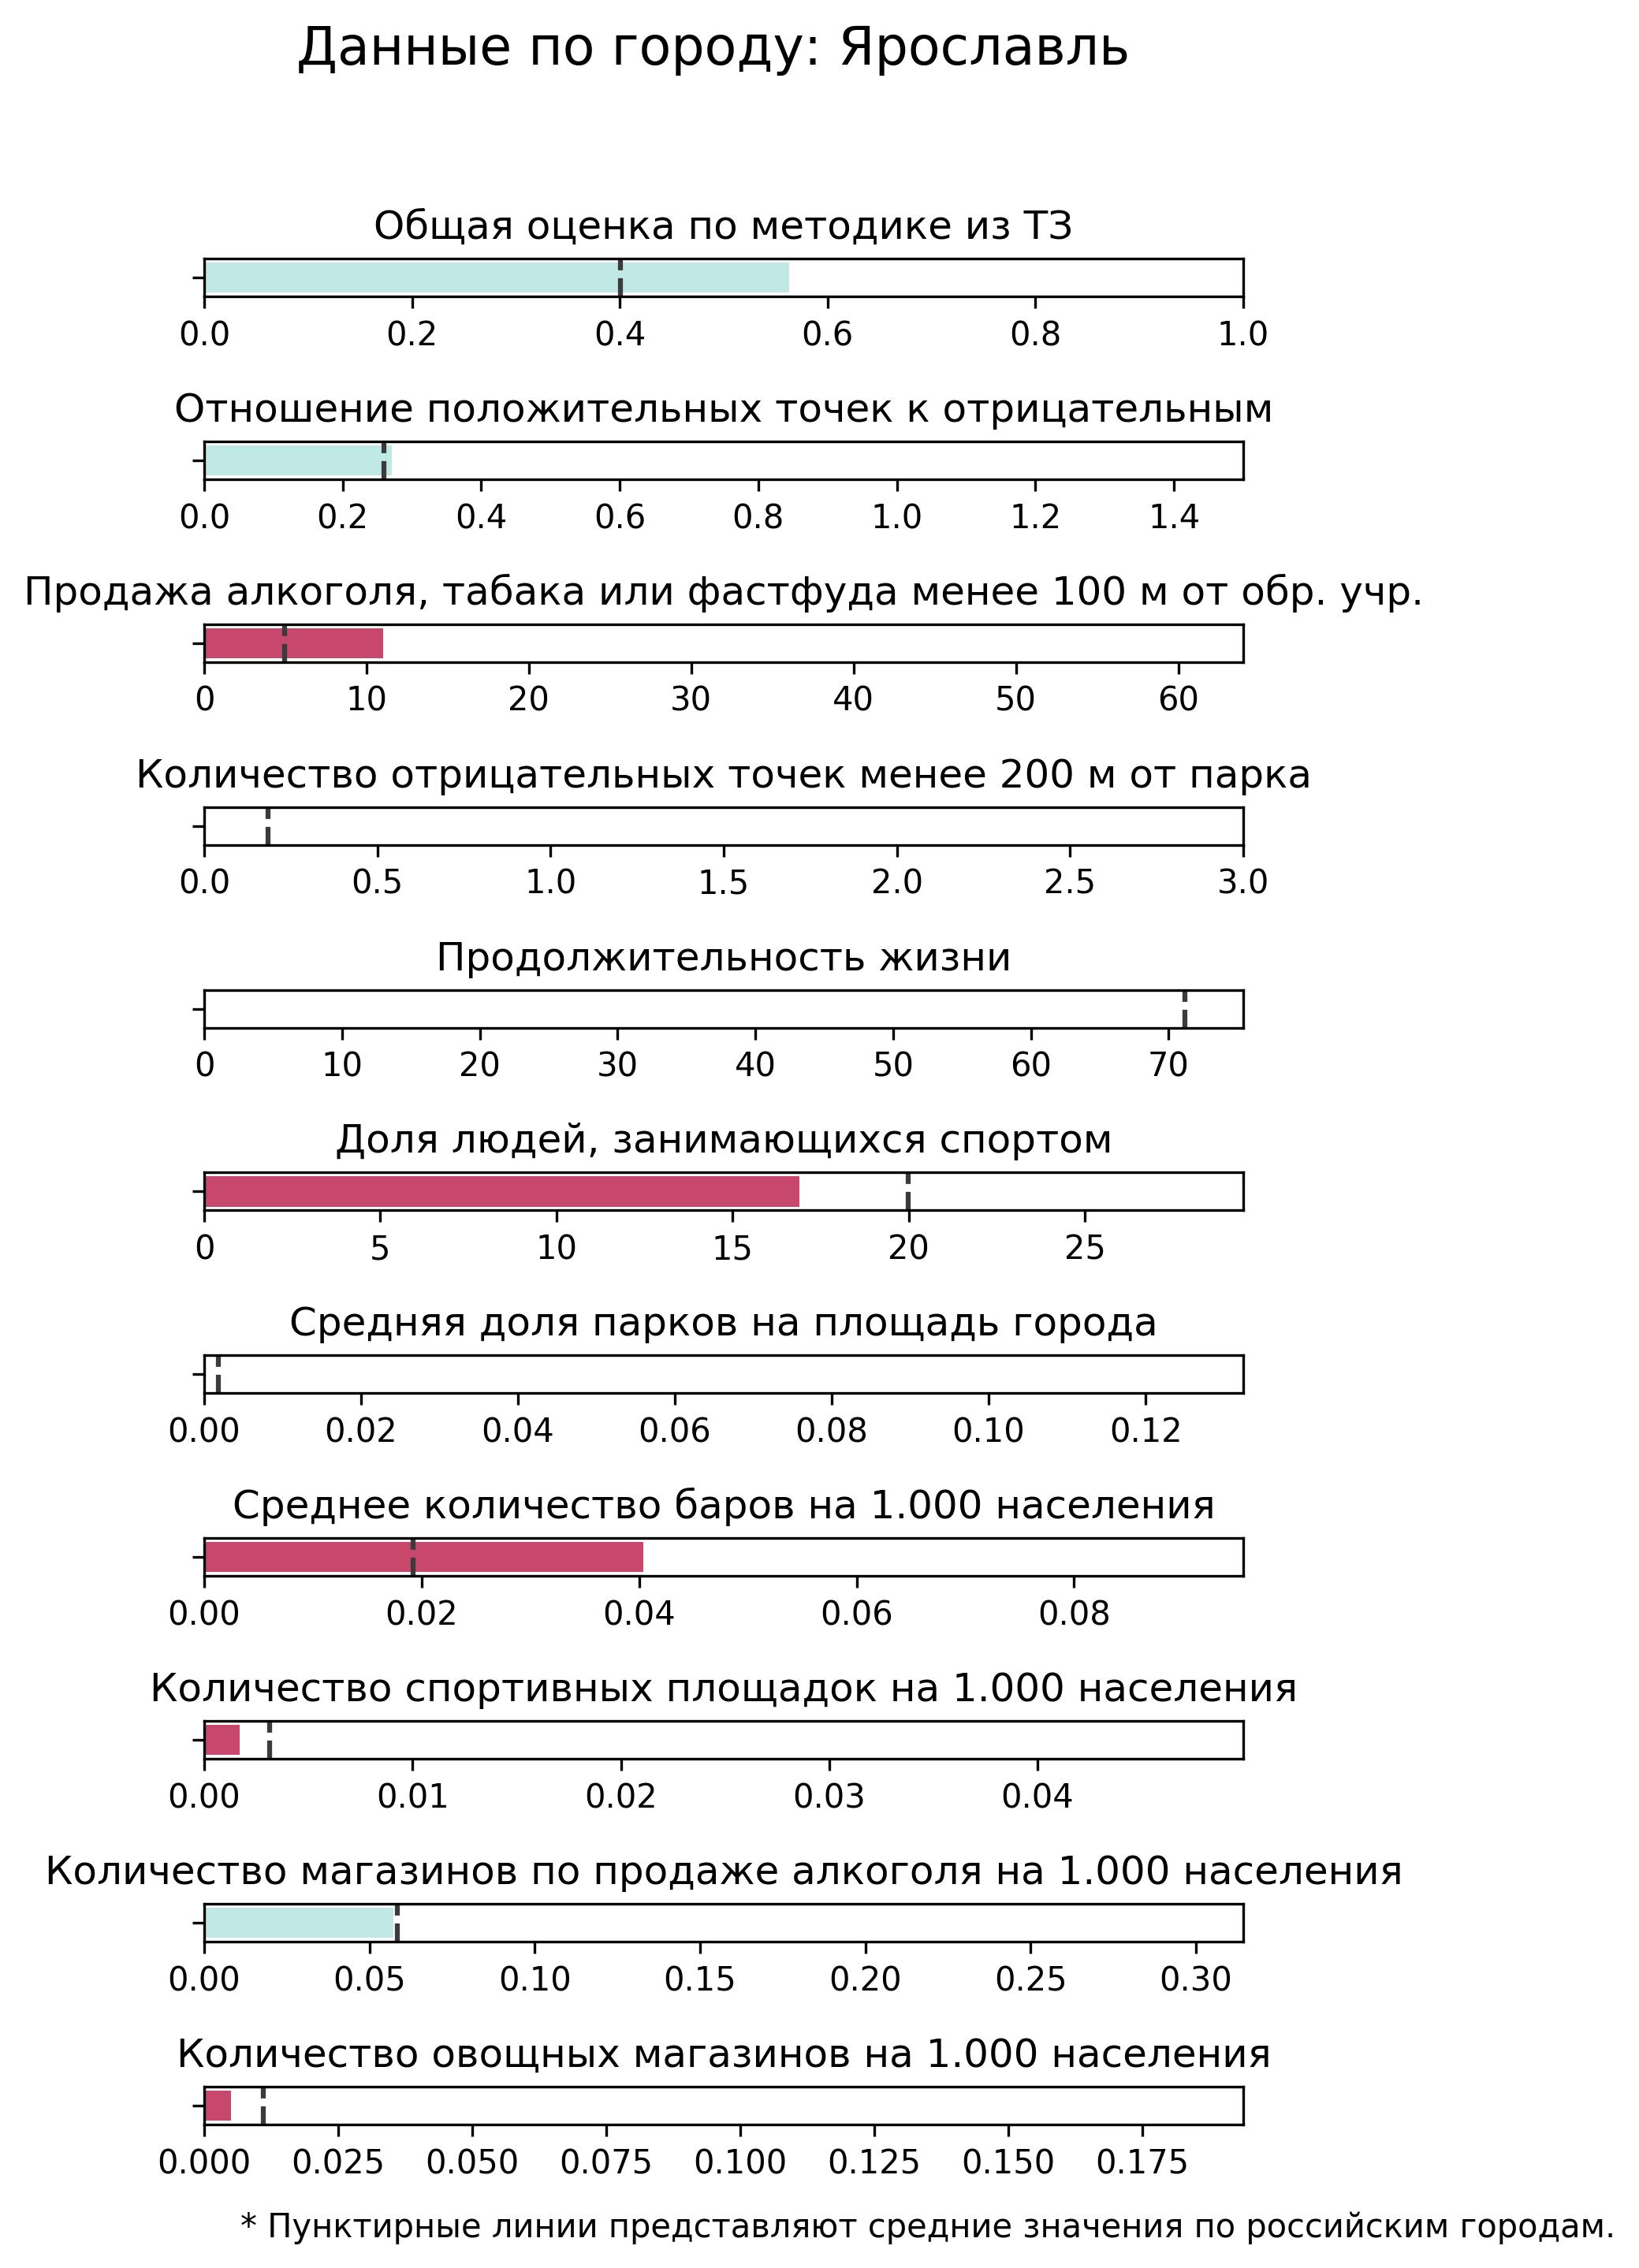 Данные по городу: Ярославль
Общая оценка по методике из ТЗ
0.0 0.2 0.4 0.6 0.8 1.0
Отношение положительных точек к отрицательным
0.0 0.2 0.4 0.6 0.8 1.0 1.2 1.4
Продажа алкоголя, табака или фастфуда менее 100 м от обр. учр.
0 10 20 30 40 50 60
Количество отрицательных точек менее 200 м от парка
0.0 0.5 1.0 1.5 2.0 2.5 3.0
Продолжительность жизни
0 10 20 30 40 50 60 70
Доля людей, занимающихся спортом
0 5 10 15 20 25
Средняя доля парков на площадь города
0.00 0.02 0.04 0.06 0.08 0.10 0.12
Среднее количество баров на 1.000 населения
0.00 0.02 0.04 0.06 0.08
Количество спортивных площадок на 1.000 населения
0.00 0.01 0.02 0.03 0.04
Количество магазинов по продаже алкоголя на 1.000 населения
0.00 0.05 0.10 0.15 0.20 0.25 0.30
Количество овощных магазинов на 1.000 населения
0.000 0.025 0.050 0.075 0.100 0.125 0.150 0.175
* Пунктирные линии представляют средние значения по российским городам.